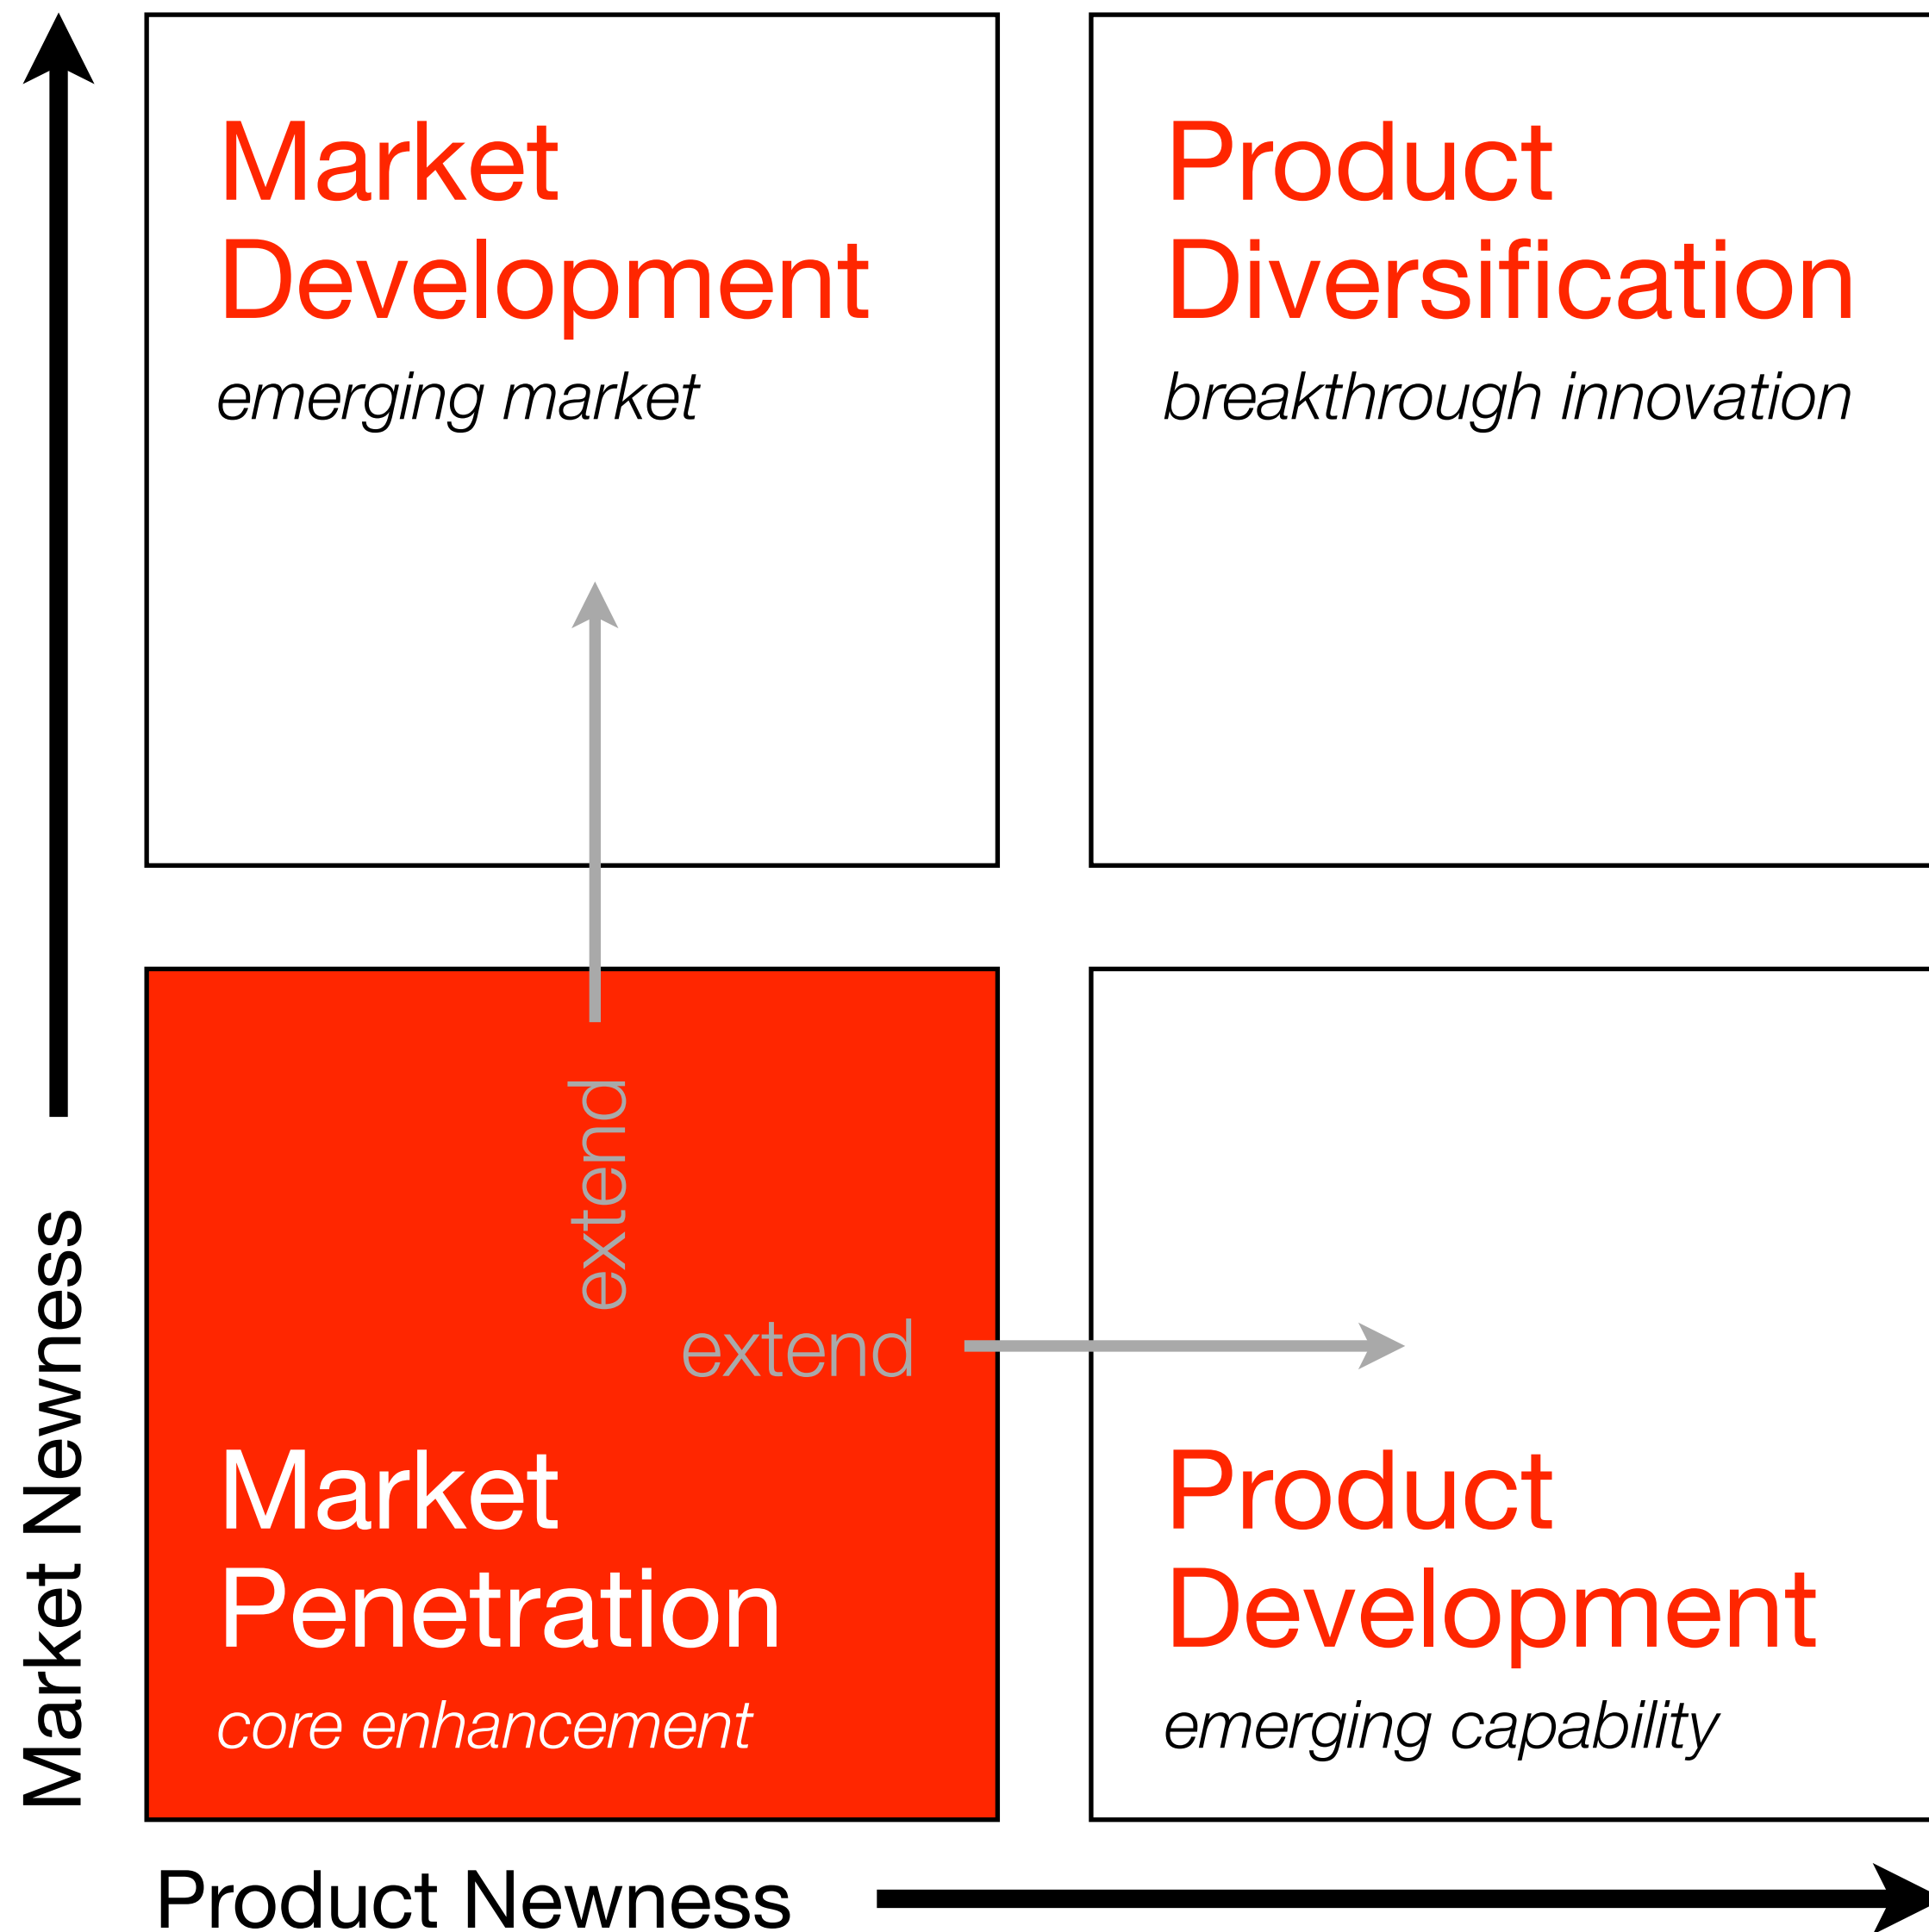 Market
Development
emerging market
Product
Diversification
breakthrough innovation
extend
extend
Market
Penetration
core enhancement
Product
Development
emerging capability
Market Newness
Product Newness